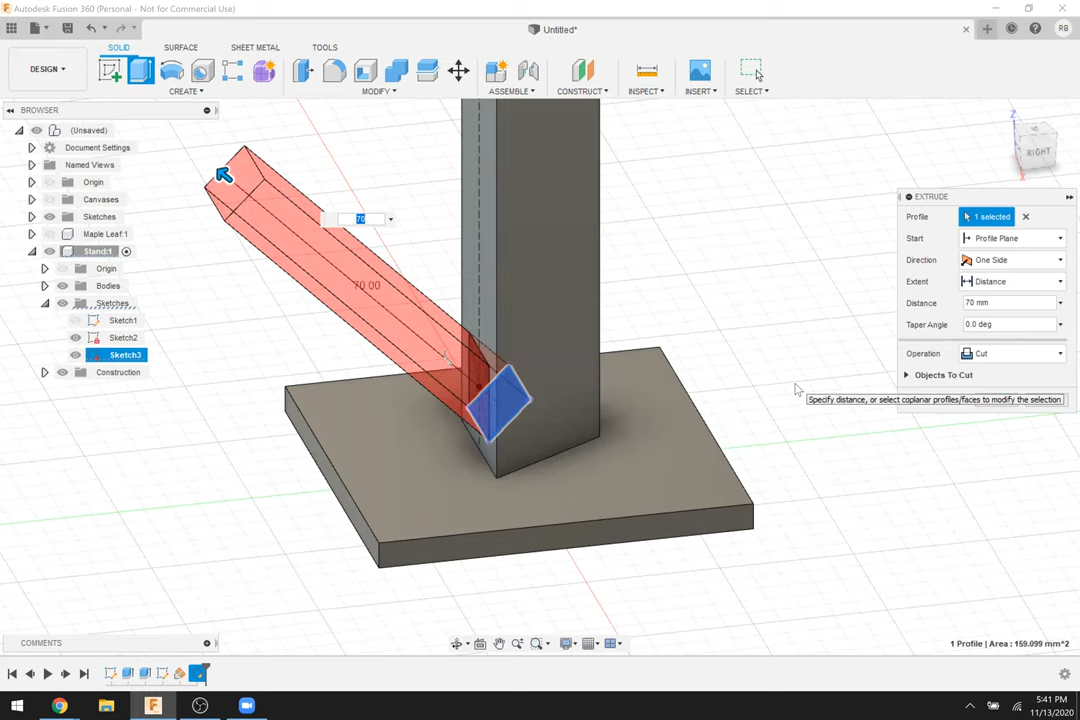 Autodesk Fusion 360 (Not for Commercial Use)
Untitled*
RB
SOLID SURFACE SHEET METAL TOOLS
DESIGN
CREATE MODIFY ASSEMBLE CONSTRUCT INSPECT INSERT SELECT
BROWSER
(Unsaved)
Document Settings
Named Views
Origin
Canvases
Sketches
Maple Leaf:1
Stand:1
Origin
Bodies
Sketches
Sketch1
Sketch2
Sketch3
Construction
70
70.00
Z
RIGHT
X
EXTRUDE
Profile 1 selected
Start Profile Plane
Direction One Side
Extent Distance
Distance 70 mm
Taper Angle 0.0 deg
Operation Cut
Objects To Cut
Specify distance, or select coplanar profiles/faces to modify the selection
COMMENTS
1 Profile | Area : 159.099 mm^2
5:41 PM
11/13/2020